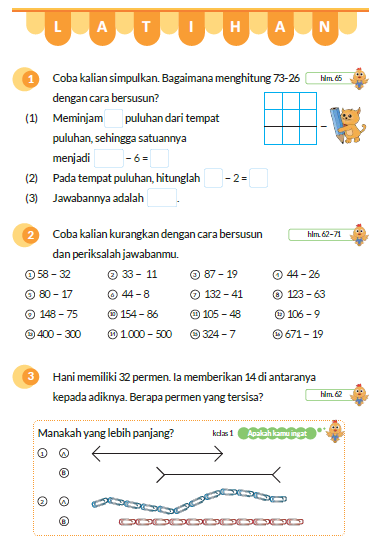 LATIHAN
1 Coba kalian simpulkan. Bagaimana menghitung 73-26 hlm. 65
dengan cara bersusun?
(1) Meminjam puluhan dari tempat
puluhan, sehingga satuannya
menjadi – 6 =
(2) Pada tempat puluhan, hitunglah – 2 =
(3) Jawabannya adalah .
–
2 Coba kalian kurangkan dengan cara bersusun hlm. 62–71
dan periksalah jawabanmu.
① 58 – 32 ② 33 – 11 ③ 87 – 19 ④ 44 – 26
⑤ 80 – 17 ⑥ 44 – 8 ⑦ 132 – 41 ⑧ 123 – 63
⑨ 148 – 75 ⑩ 154 – 86 ⑪ 105 – 48 ⑫ 106 – 9
⑬ 400 – 300 ⑭ 1.000 – 500 ⑮ 324 – 7 ⑯ 671 – 19
3 Hani memiliki 32 permen. Ia memberikan 14 di antaranya
kepada adiknya. Berapa permen yang tersisa? hlm. 62
Manakah yang lebih panjang? kelas 1 Apakah kamu ingat
① Ⓐ
Ⓑ
② Ⓐ
Ⓑ